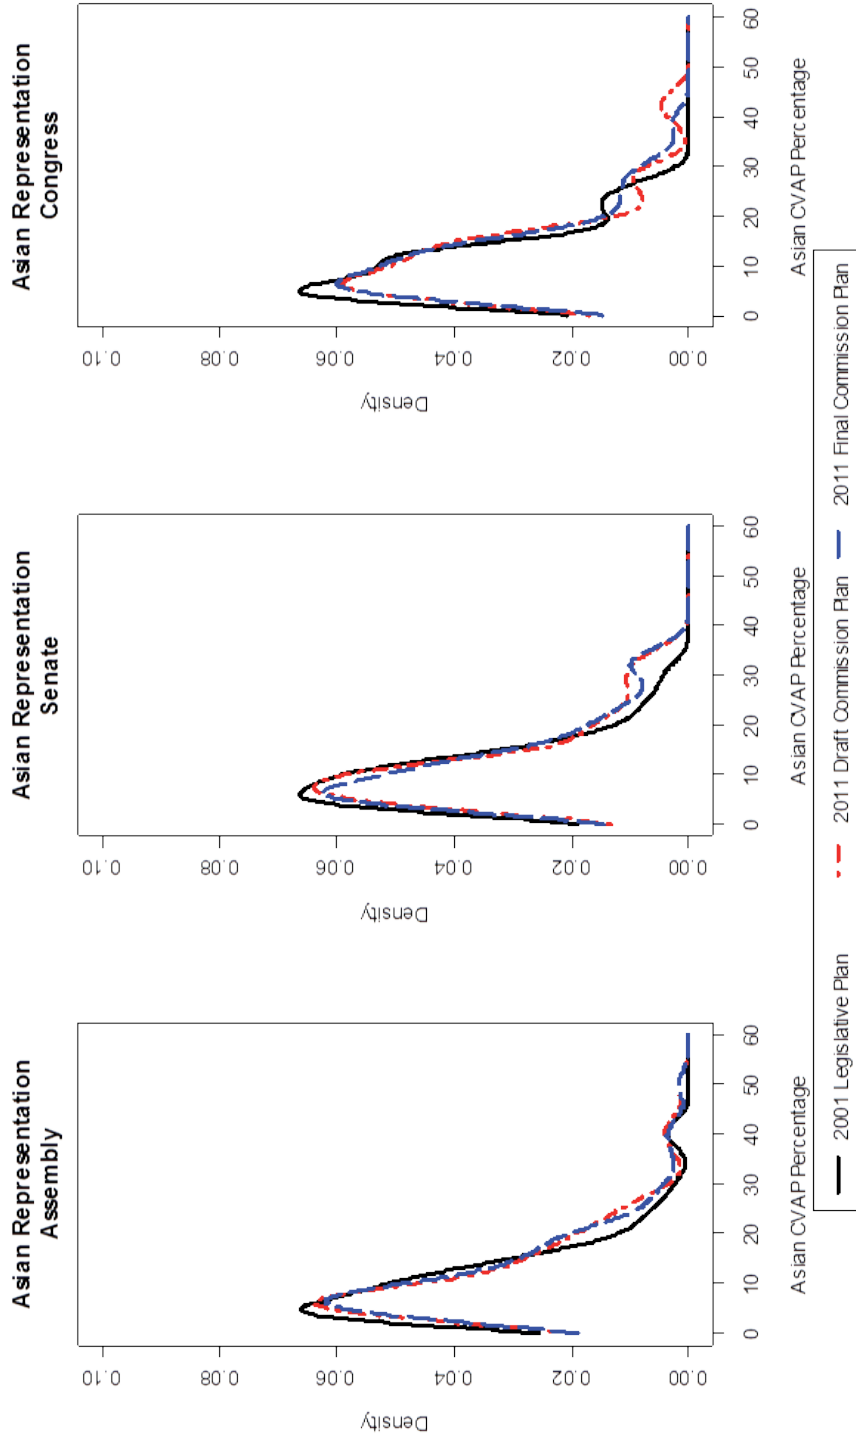 Asian Representation
Assembly
Density
0.10
0.08
0.06
0.04
0.02
0.00
0 10 20 30 40 50 60
Asian CVAP Percentage
Asian Representation
Senate
Density
0.10
0.08
0.06
0.04
0.02
0.00
0 10 20 30 40 50 60
Asian CVAP Percentage
Asian Representation
Congress
Density
0.10
0.08
0.06
0.04
0.02
0.00
0 10 20 30 40 50 60
Asian CVAP Percentage
2001 Legislative Plan
2011 Draft Commission Plan
2011 Final Commission Plan